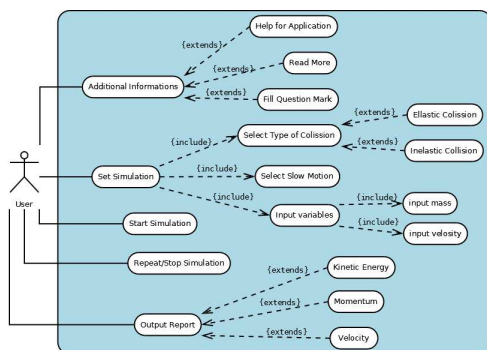 Help for Application
{extends}
Read More
{extends}
Additional Informations
{extends}
Fill Question Mark
Ellastic Colission
{extends}
Select Type of Colission
{extends}
Inelastic Collision
{include}
Set Simulation
{include}
Select Slow Motion
{include}
{include}
input mass
Input variables
{include}
input velosity
User
Start Simulation
Repeat/Stop Simulation
Kinetic Energy
{extends}
Momentum
{extends}
Output Report
{extends}
Velocity